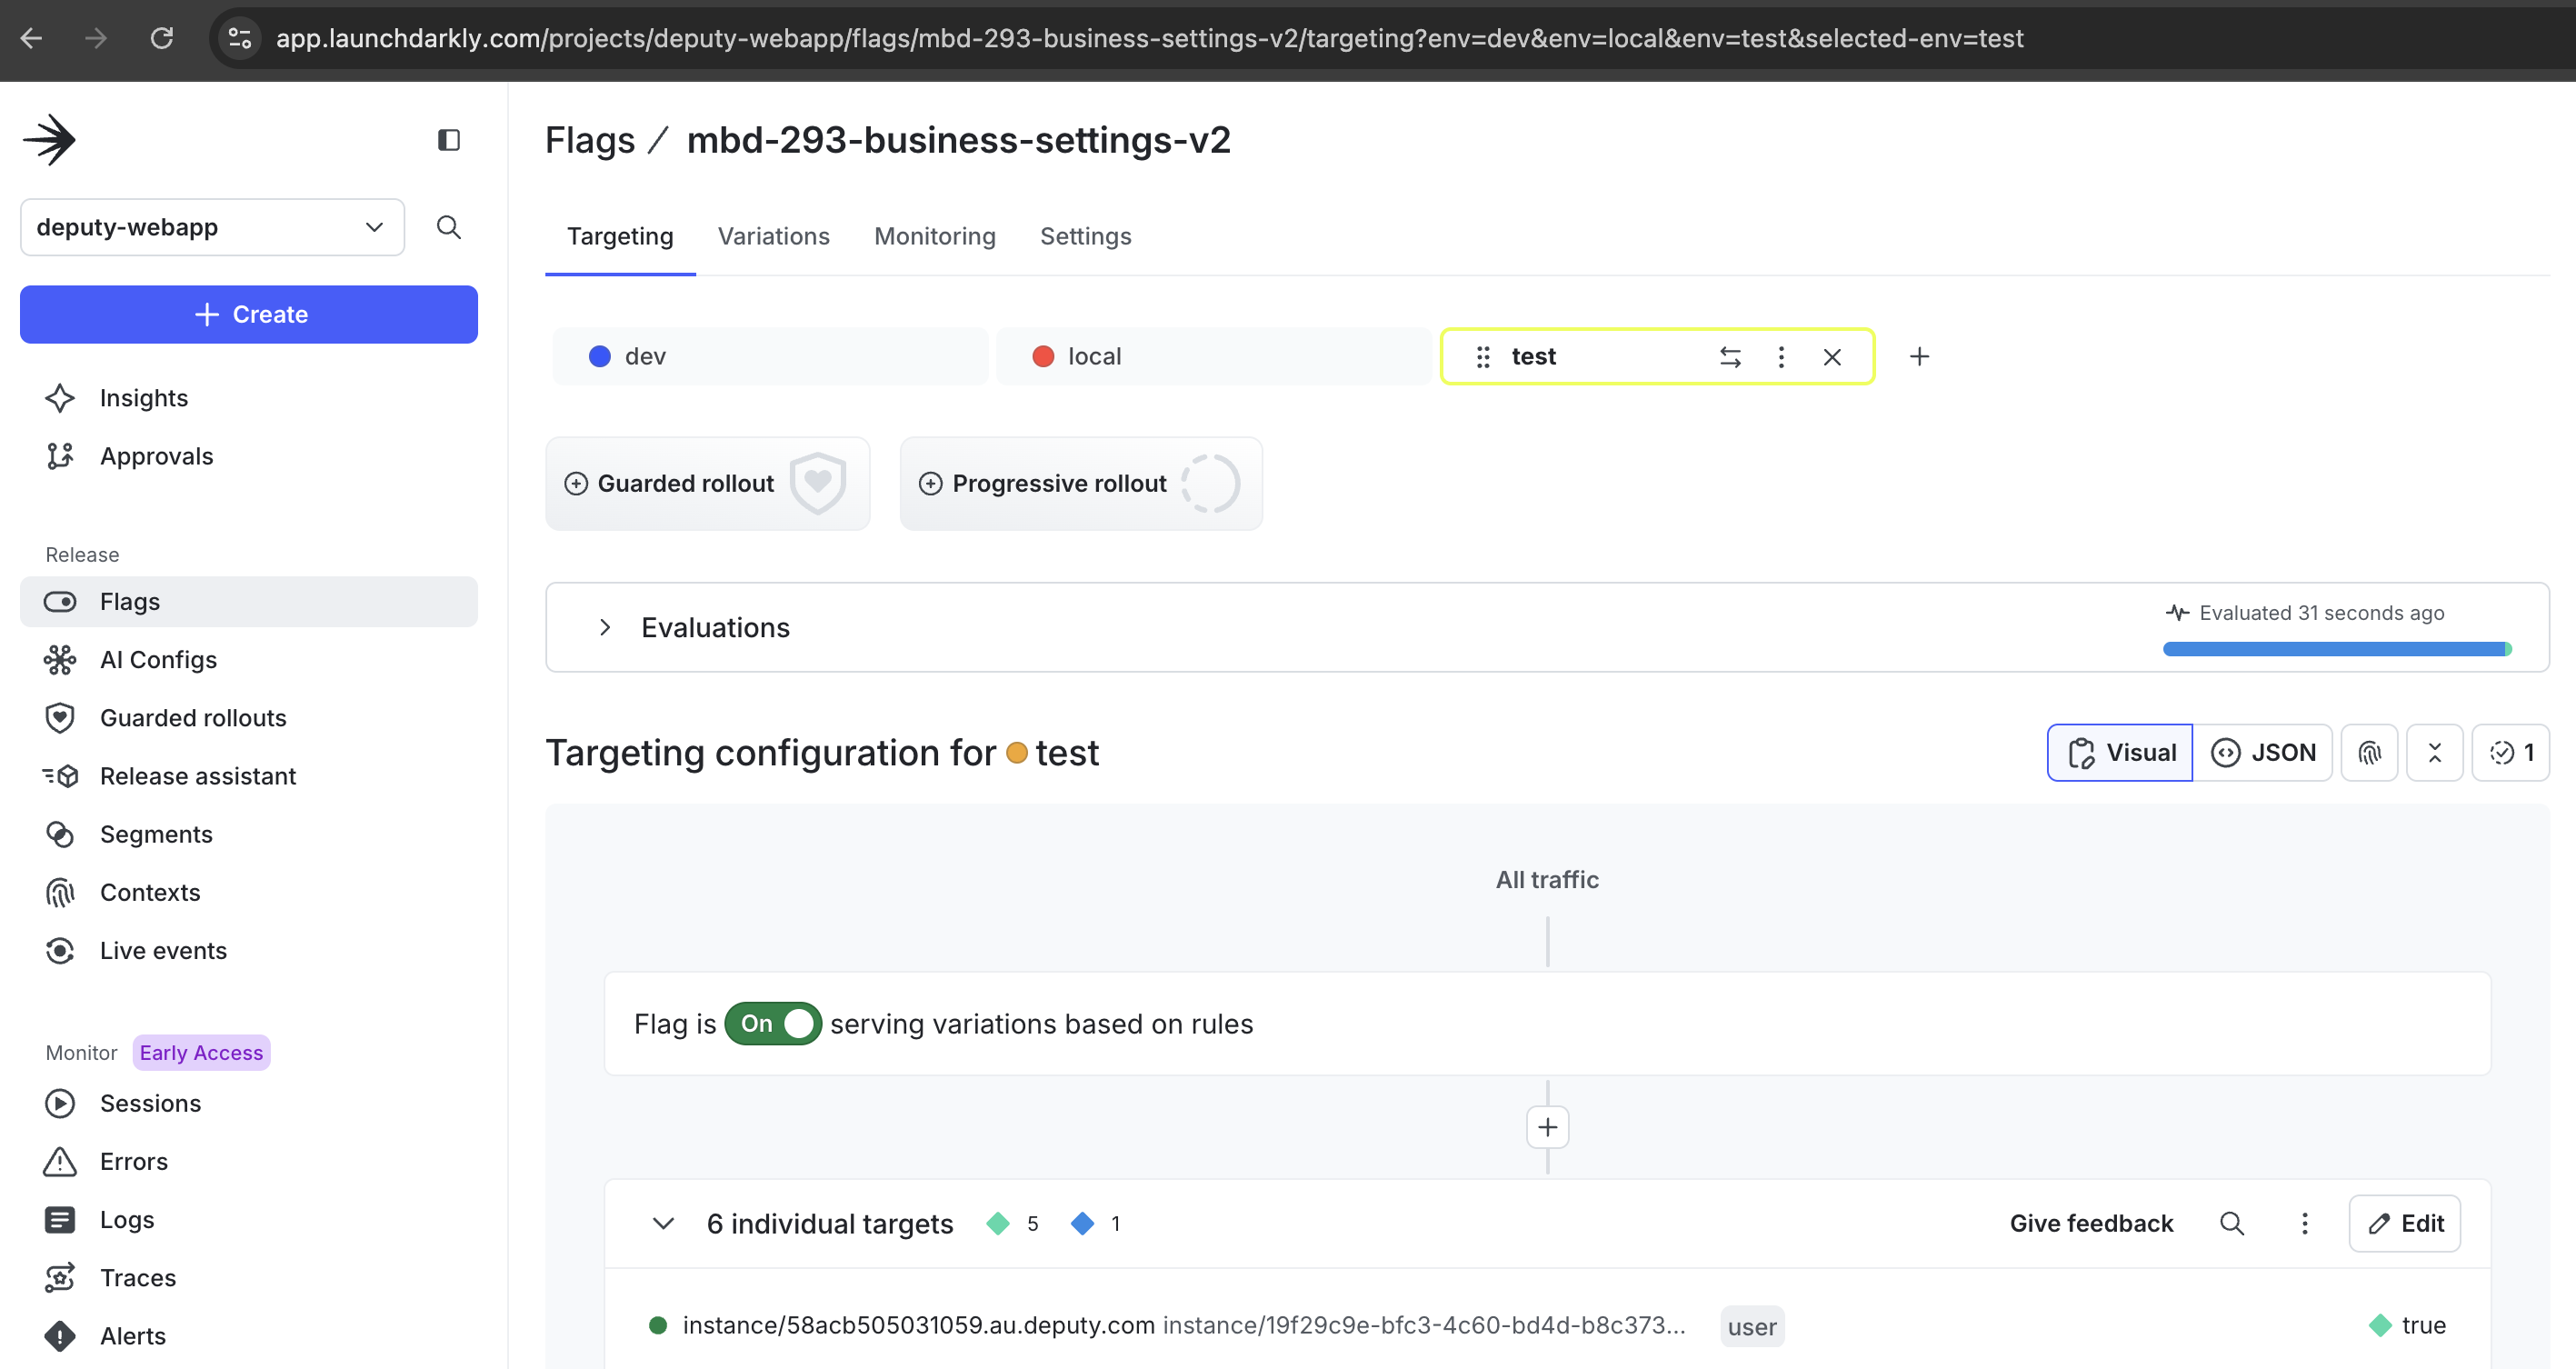 app.launchdarkly.com/projects/deputy-webapp/flags/mbd-293-business-settings-v2/targeting?env=dev&env=local&env=test&selected-env=test
Flags / mbd-293-business-settings-v2
deputy-webapp
Create
Insights
Approvals
Release
Flags
AI Configs
Guarded rollouts
Release assistant
Segments
Contexts
Live events
Monitor Early Access
Sessions
Errors
Logs
Traces
Alerts
Targeting Variations Monitoring Settings
dev local test
Guarded rollout Progressive rollout
Evaluations Evaluated 31 seconds ago
Targeting configuration for test Visual JSON 1
All traffic
Flag is On serving variations based on rules
6 individual targets 5 1 Give feedback Edit
instance/58acb505031059.au.deputy.com instance/19f29c9e-bfc3-4c60-bd4d-b8c373... user true